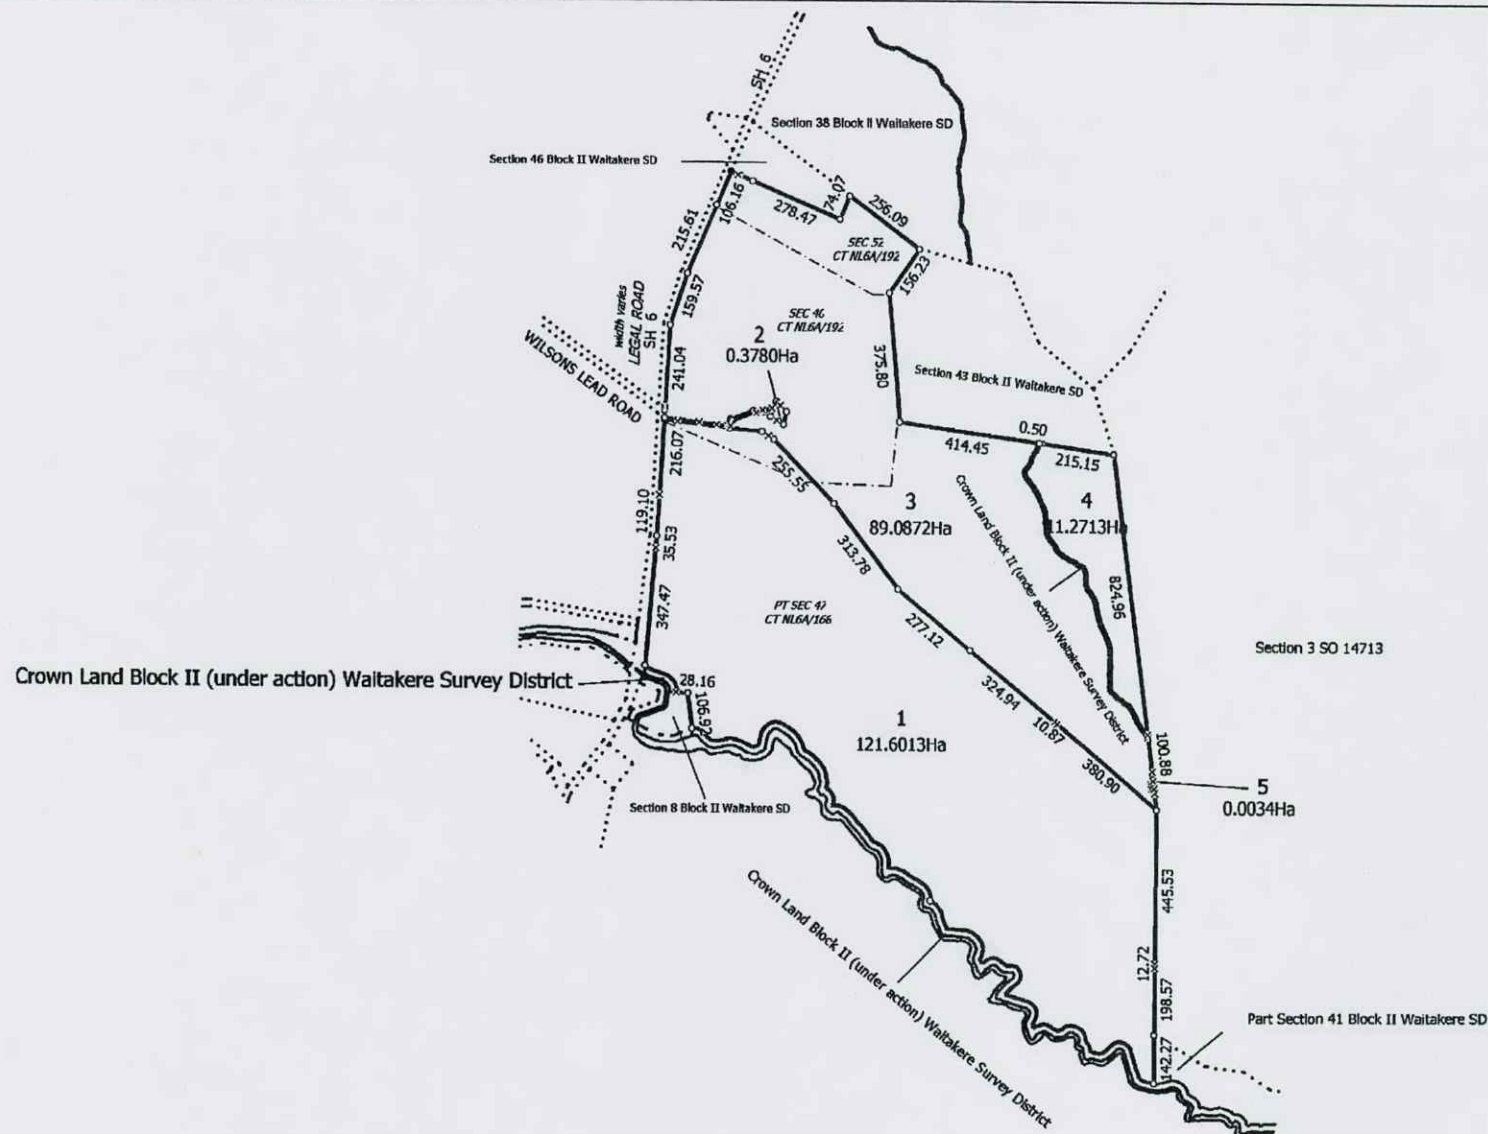 SH 6
Section 38 Block II Waitakere SD
Section 46 Block II Waitakere SD
106.16
278.47
74.07
256.09
215.61
SEC 52
CT NL6A/192
156.23
159.57
width varies
LEGAL ROAD
SH 6
SEC 46
CT NL6A/192
2
0.3780Ha
WILSONS LEAD ROAD
241.04
375.80
Section 43 Block II Waitakere SD
0.50
414.45
215.15
216.07
255.55
3
89.0872Ha
4
11.2713Ha
119.10
35.53
313.78
Crown Land Block II (under action) Waitakere Survey District
824.96
347.47
PT SEC 47
CT NL6A/166
277.12
Section 3 SO 14713
Crown Land Block II (under action) Waitakere Survey District
28.16
106.92
324.94
10.87
1
121.6013Ha
100.88
380.90
5
0.0034Ha
Section 8 Block II Waitakere SD
445.53
Crown Land Block II (under action) Waitakere Survey District
12.72
198.57
Part Section 41 Block II Waitakere SD
142.27